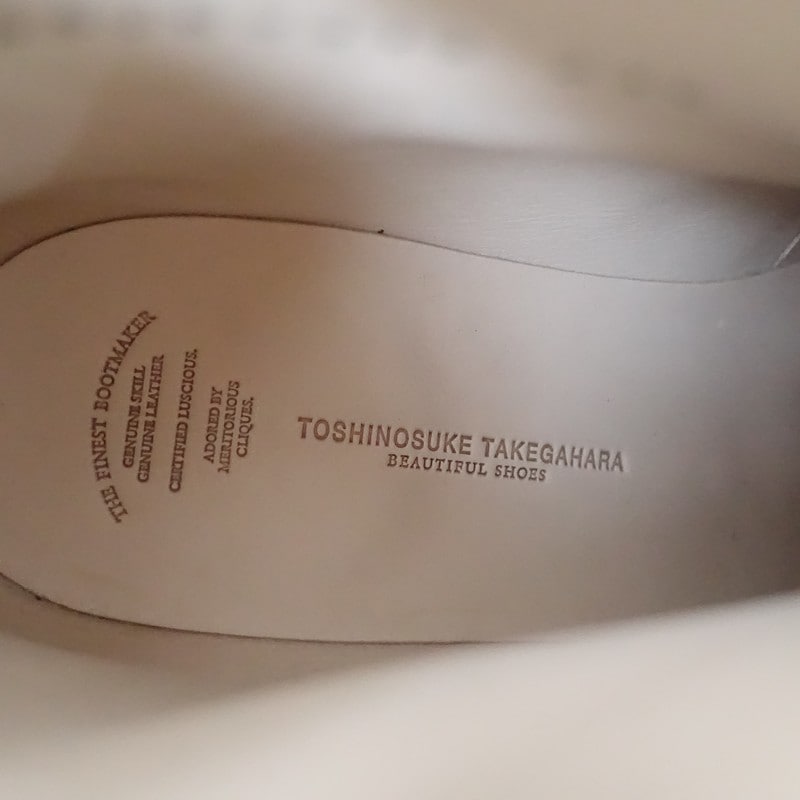 THE FINEST BOOTMAKER
GENUINE SKILL
GENUINE LEATHER
CERTIFIED LUSCIOUS.
ADORED BY
MERITORIOUS
CLIQUES.
TOSHINOSUKE TAKEGAHARA
BEAUTIFUL SHOES